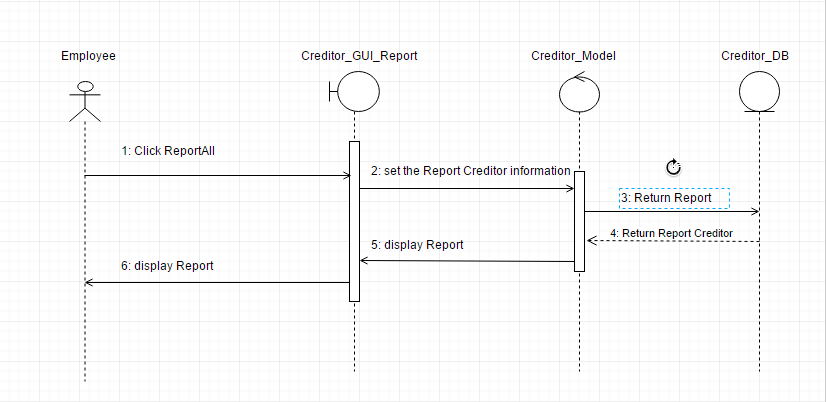 Employee
Creditor_GUI_Report
Creditor_Model
Creditor_DB
1: Click ReportAll
2: set the Report Creditor information
3: Return Report
4: Return Report Creditor
5: display Report
6: display Report